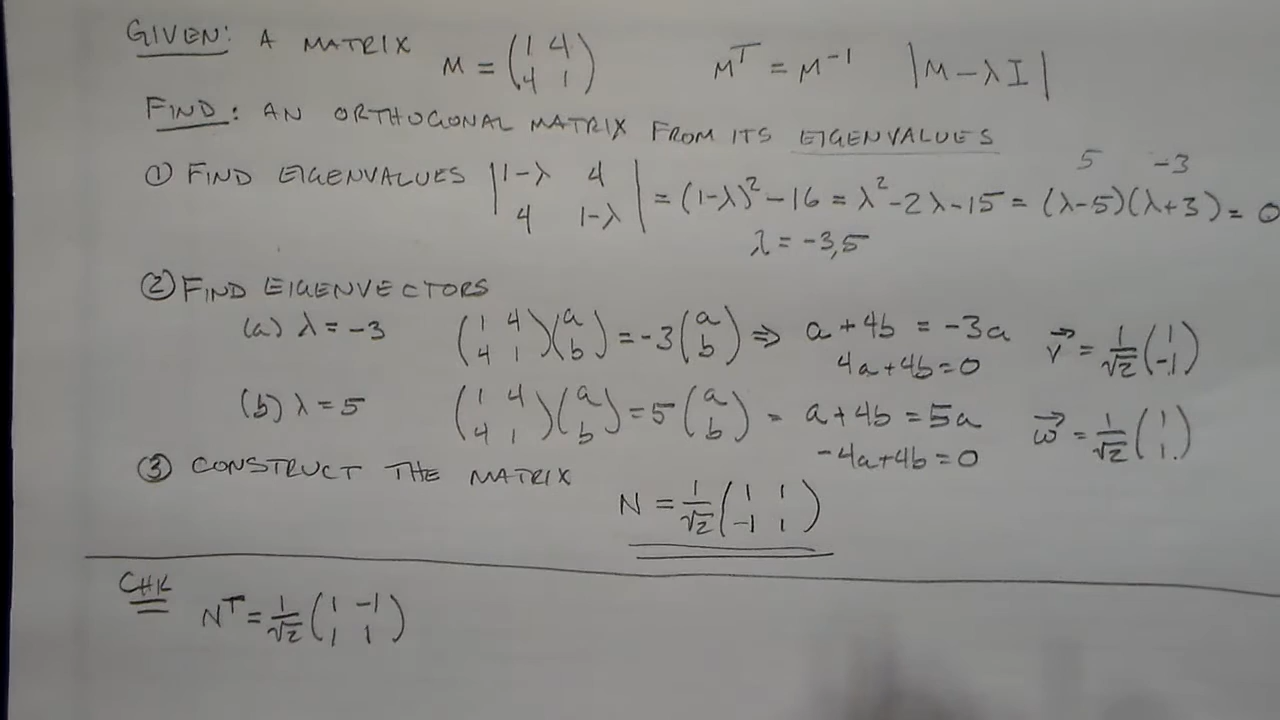 GIVEN: A MATRIX M = (1 4 / 4 1) Mᵀ = M⁻¹ |M - λI|
FIND: AN ORTHOGONAL MATRIX FROM ITS EIGENVALUES
5 -3
① FIND EIGENVALUES |1-λ 4 / 4 1-λ| = (1-λ)² - 16 = λ² - 2λ - 15 = (λ-5)(λ+3) = 0
λ = -3,5
② FIND EIGENVECTORS
(a) λ = -3 (1 4 / 4 1)(a / b) = -3(a / b) ⇒ a + 4b = -3a v⃗ = 1/√2 (1 / -1)
4a+4b=0
(b) λ = 5 (1 4 / 4 1)(a / b) = 5(a / b) = a + 4b = 5a w⃗ = 1/√2 (1 / 1)
-4a+4b=0
③ CONSTRUCT THE MATRIX
N = 1/√2 (1 1 / -1 1)
CHK
Nᵀ = 1/√2 (1 -1 / 1 1)